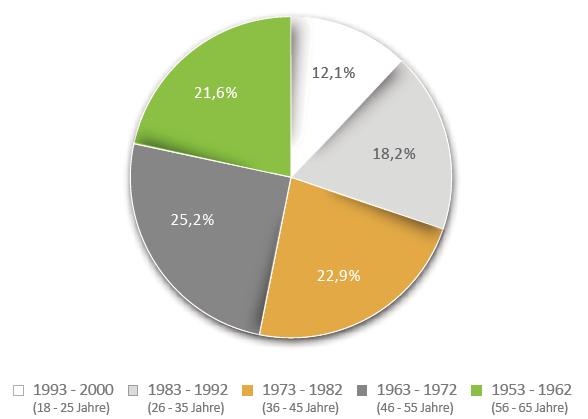 12,1%
18,2%
22,9%
25,2%
21,6%
1993 - 2000
(18 - 25 Jahre)
1983 - 1992
(26 - 35 Jahre)
1973 - 1982
(36 - 45 Jahre)
1963 - 1972
(46 - 55 Jahre)
1953 - 1962
(56 - 65 Jahre)